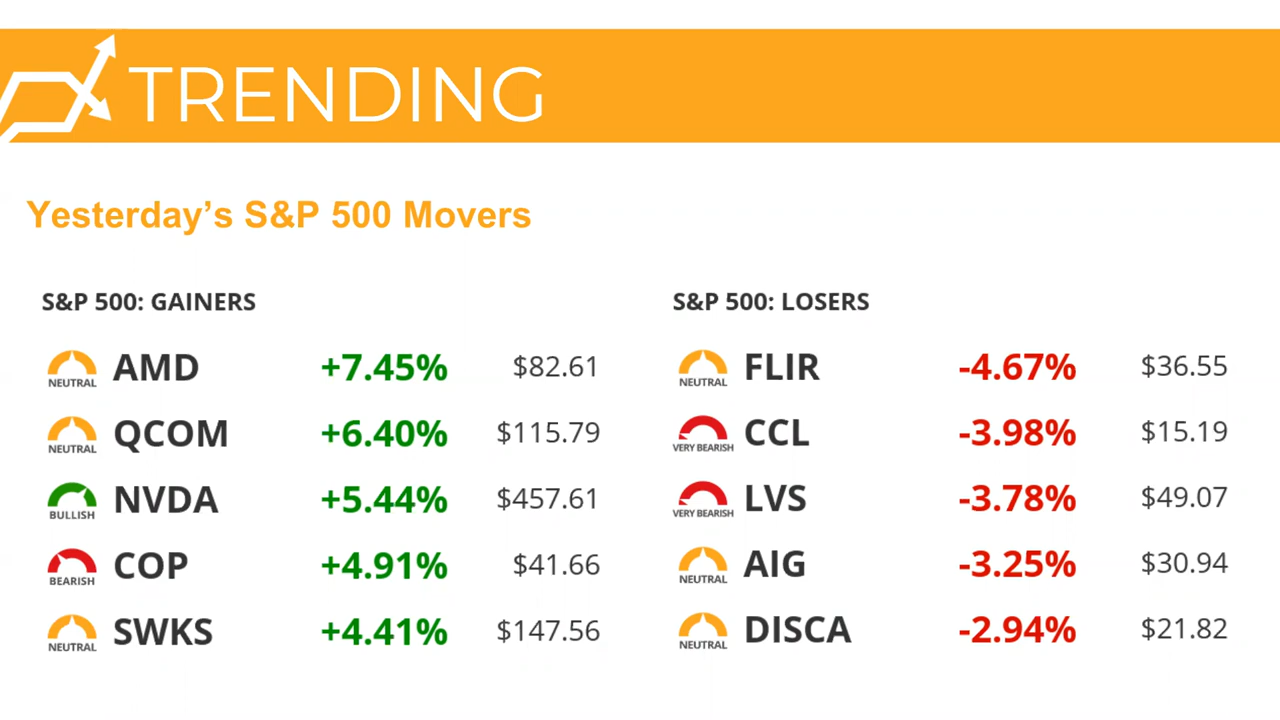 TRENDING
Yesterday’s S&P 500 Movers
S&P 500: GAINERS
NEUTRAL AMD +7.45% $82.61
NEUTRAL QCOM +6.40% $115.79
BULLISH NVDA +5.44% $457.61
BEARISH COP +4.91% $41.66
NEUTRAL SWKS +4.41% $147.56
S&P 500: LOSERS
NEUTRAL FLIR -4.67% $36.55
VERY BEARISH CCL -3.98% $15.19
VERY BEARISH LVS -3.78% $49.07
NEUTRAL AIG -3.25% $30.94
NEUTRAL DISCA -2.94% $21.82